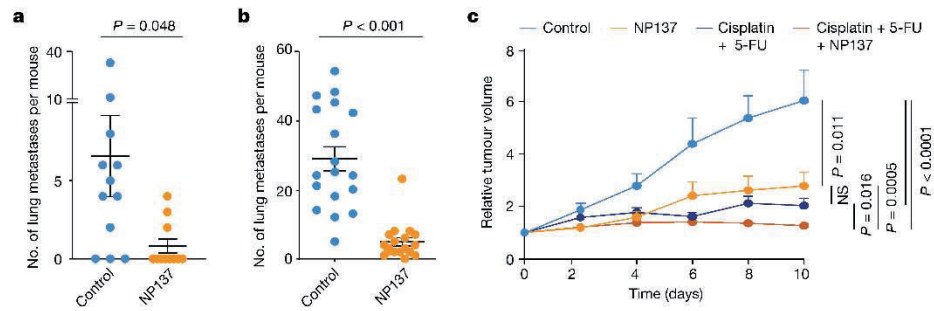 a
P = 0.048
No. of lung metastases per mouse
40
10
5
0
Control
NP137
b
P < 0.001
No. of lung metastases per mouse
60
40
20
0
Control
NP137
c
Control
NP137
Cisplatin
+ 5-FU
Cisplatin + 5-FU
+ NP137
Relative tumour volume
8
6
4
2
0
0
2
4
6
8
10
Time (days)
P = 0.011
NS
P = 0.016
P = 0.0005
P < 0.0001